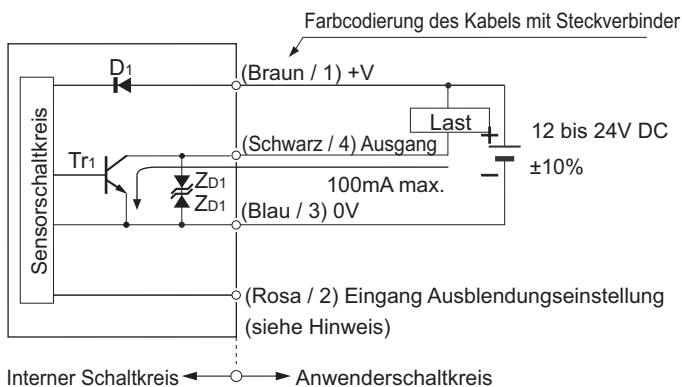 Farbcodierung des Kabels mit Steckverbinder
D1
(Braun / 1) +V
Last
+
12 bis 24V DC
(Schwarz / 4) Ausgang
Tr1
ZD1
100mA max.
−
±10%
ZD1
(Blau / 3) 0V
Sensorschaltkreis
(Rosa / 2) Eingang Ausblendungseinstellung
(siehe Hinweis)
Interner Schaltkreis
Anwenderschaltkreis